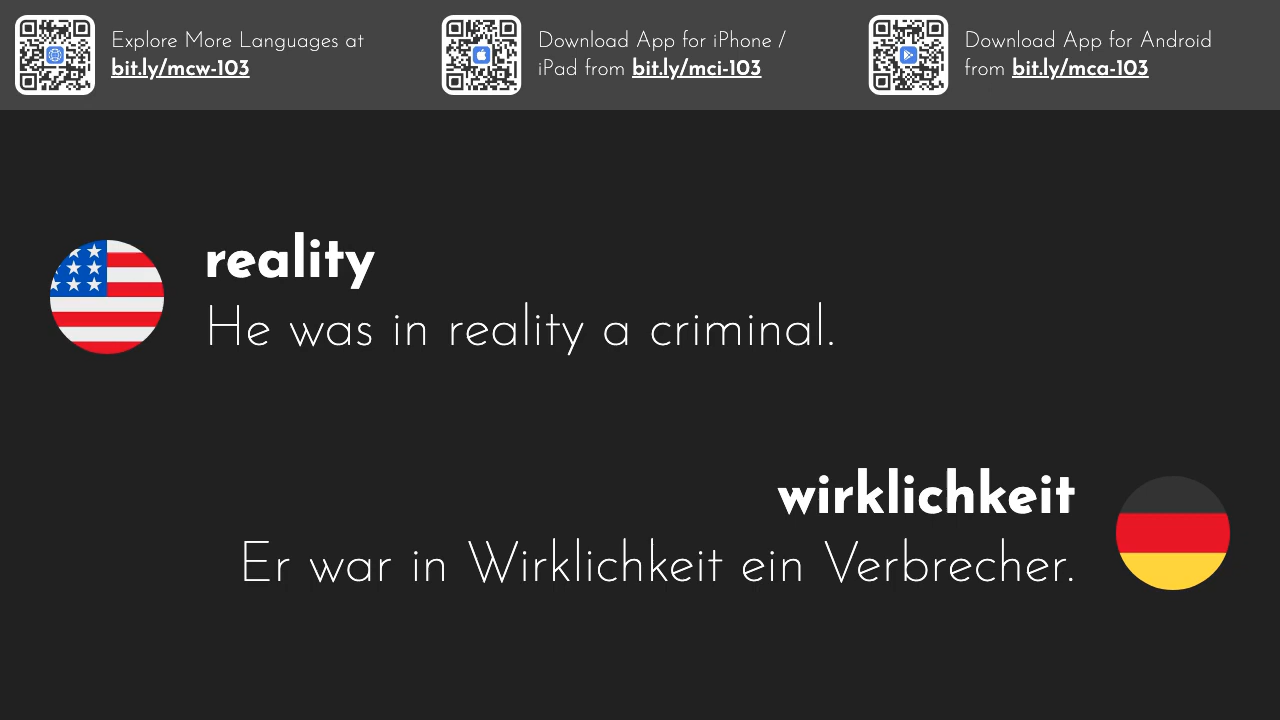 Explore More Languages at
bit.ly/mcw-103
Download App for iPhone /
iPad from bit.ly/mci-103
Download App for Android
from bit.ly/mca-103
reality
He was in reality a criminal.
wirklichkeit
Er war in Wirklichkeit ein Verbrecher.